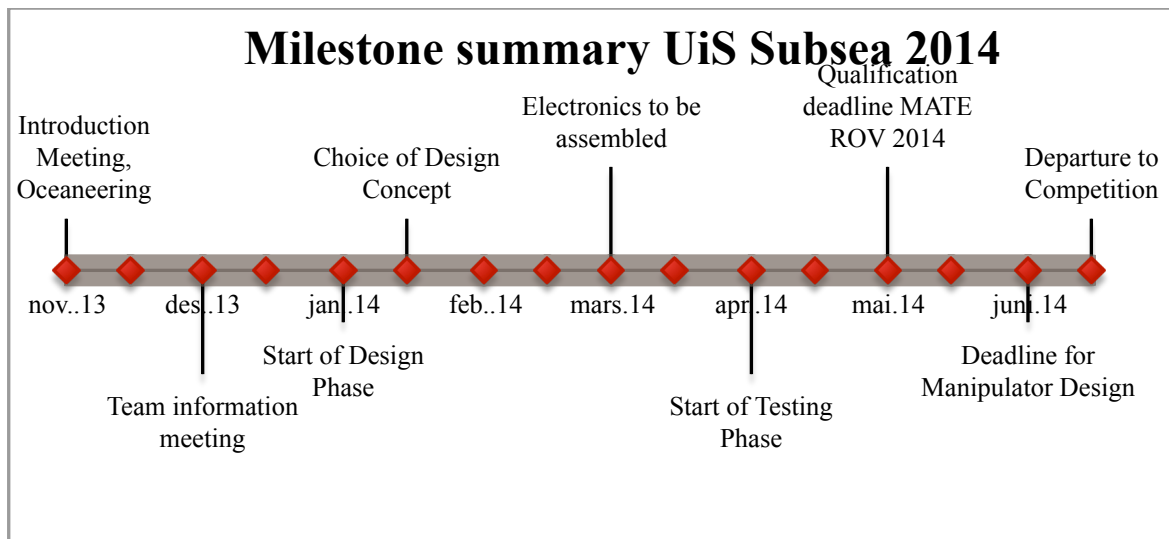 Milestone summary UiS Subsea 2014
Introduction
Meeting,
Oceaneering
Choice of Design
Concept
Electronics to be
assembled
Qualification
deadline MATE
ROV 2014
Departure to
Competition
nov..13
des..13
jan..14
feb..14
mars.14
apr..14
mai.14
juni.14
Team information
meeting
Start of Design
Phase
Start of Testing
Phase
Deadline for
Manipulator Design